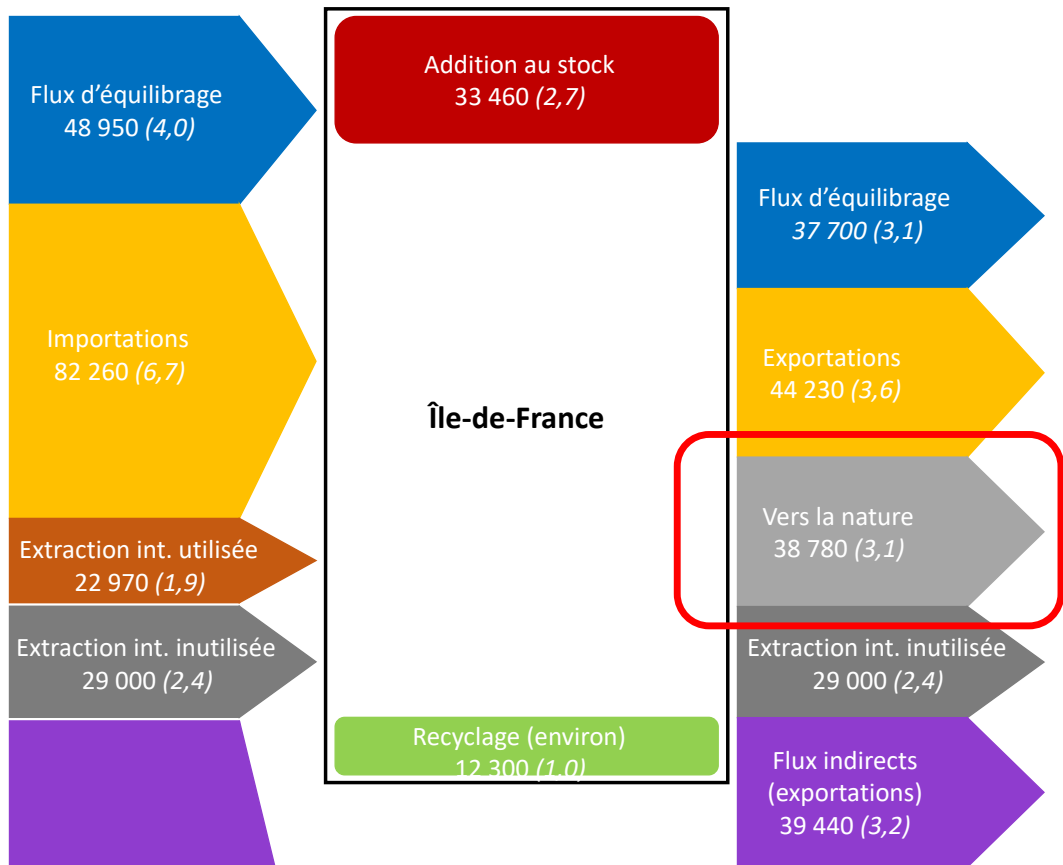 Flux d'équilibrage
48 950 (4,0)
Importations
82 260 (6,7)
Extraction int. utilisée
22 970 (1,9)
Extraction int. inutilisée
29 000 (2,4)
Addition au stock
33 460 (2,7)
Île-de-France
Recyclage (environ)
12 300 (1,0)
Flux d'équilibrage
37 700 (3,1)
Exportations
44 230 (3,6)
Vers la nature
38 780 (3,1)
Extraction int. inutilisée
29 000 (2,4)
Flux indirects
(exportations)
39 440 (3,2)